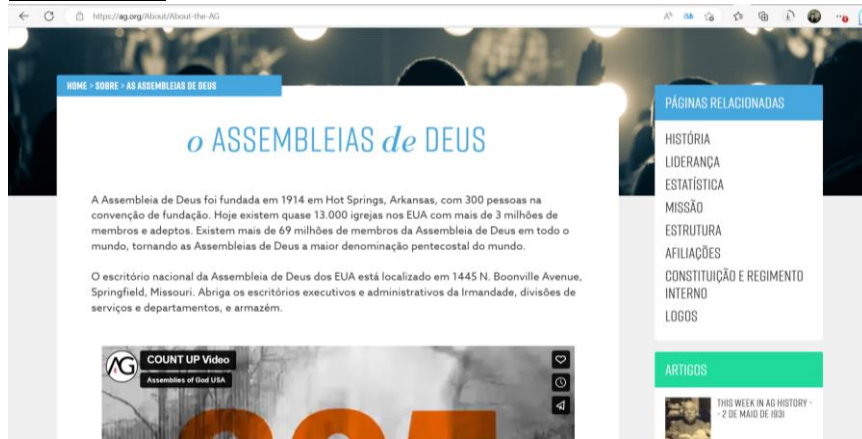 https://ag.org/About/About-the-AG
HOME > SOBRE > AS ASSEMBLEIAS DE DEUS
o ASSEMBLEIAS de DEUS
A Assembleia de Deus foi fundada em 1914 em Hot Springs, Arkansas, com 300 pessoas na
convenção de fundação. Hoje existem quase 13.000 igrejas nos EUA com mais de 3 milhões de
membros e adeptos. Existem mais de 69 milhões de membros da Assembleia de Deus em todo o
mundo, tornando as Assembleias de Deus a maior denominação pentecostal do mundo.
O escritório nacional da Assembleia de Deus dos EUA está localizado em 1445 N. Boonville Avenue,
Springfield, Missouri. Abriga os escritórios executivos e administrativos da Irmandade, divisões de
serviços e departamentos, e armazém.
AG
COUNT UP Video
Assemblies of God USA
PÁGINAS RELACIONADAS
HISTÓRIA
LIDERANÇA
ESTATÍSTICA
MISSÃO
ESTRUTURA
AFILIAÇÕES
CONSTITUIÇÃO E REGIMENTO
INTERNO
LOGOS
ARTIGOS
THIS WEEK IN AG HISTORY -
- 2 DE MAIO DE 1931